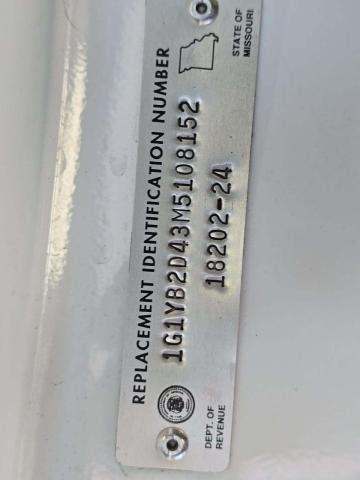 REPLACEMENT IDENTIFICATION NUMBER
1G1YB2D43M5108152
18202-24
DEPT. OF
REVENUE
STATE OF
MISSOURI